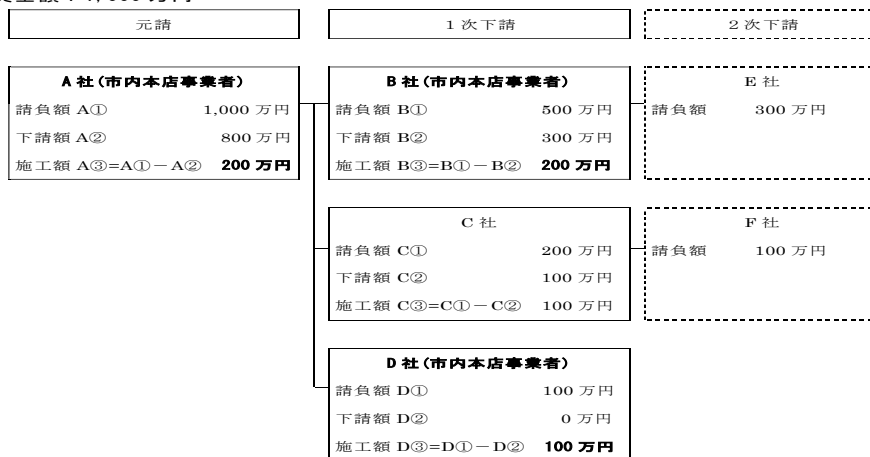 元請
1 次下請
2 次下請
A 社(市内本店事業者)
請負額 A① 1,000 万円
下請額 A② 800 万円
施工額 A③=A①－A② 200 万円
B 社(市内本店事業者)
請負額 B① 500 万円
下請額 B② 300 万円
施工額 B③=B①－B② 200 万円
E 社
請負額 300 万円
C 社
請負額 C① 200 万円
下請額 C② 100 万円
施工額 C③=C①－C② 100 万円
F 社
請負額 100 万円
D 社(市内本店事業者)
請負額 D① 100 万円
下請額 D② 0 万円
施工額 D③=D①－D② 100 万円